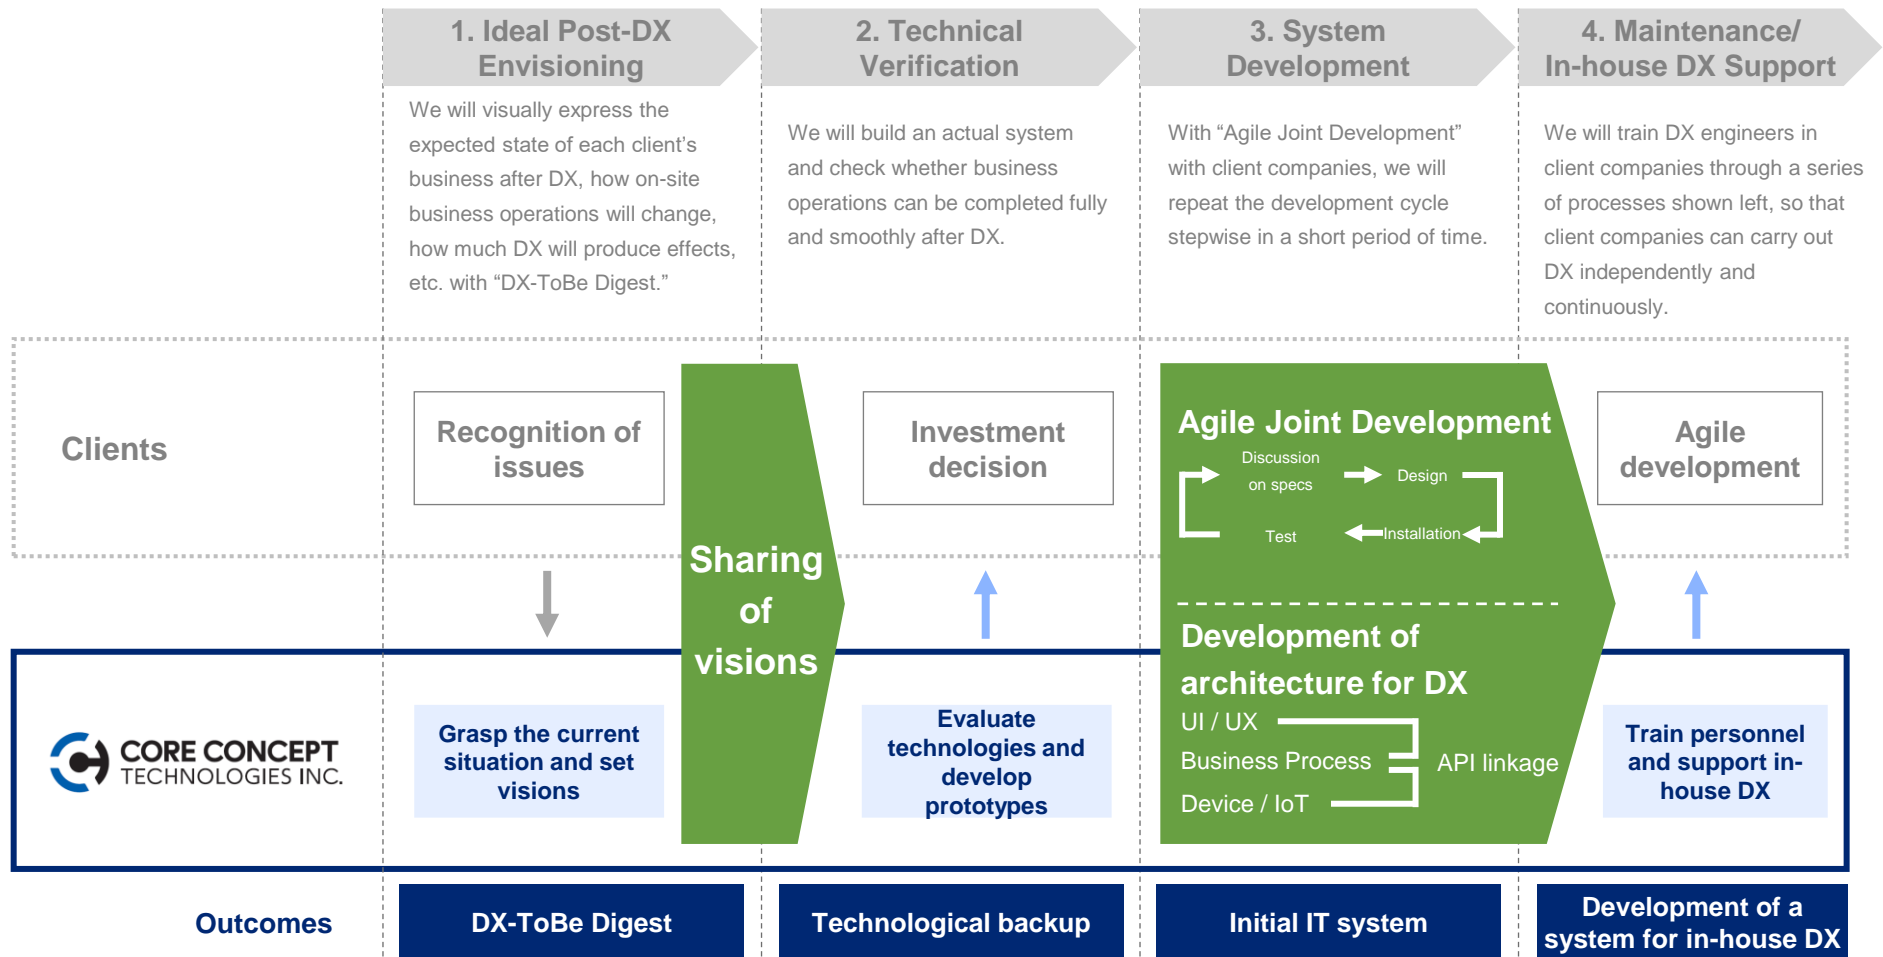 1. Ideal Post-DX
Envisioning
2. Technical
Verification
3. System
Development
4. Maintenance/
In-house DX Support
We will visually express the
expected state of each client's
business after DX, how on-site
business operations will change,
how much DX will produce effects,
etc. with “DX-ToBe Digest.”
We will build an actual system
and check whether business
operations can be completed fully
and smoothly after DX.
With “Agile Joint Development”
with client companies, we will
repeat the development cycle
stepwise in a short period of time.
We will train DX engineers in
client companies through a series
of processes shown left, so that
client companies can carry out
DX independently and
continuously.
Clients
Recognition of
issues
Sharing
of
visions
Investment
decision
Agile Joint Development
Discussion
on specs
Design
Test
Installation
Agile
development
CORE CONCEPT
TECHNOLOGIES INC.
Grasp the current
situation and set
visions
Evaluate
technologies and
develop
prototypes
Development of
architecture for DX
UI / UX
Business Process
API linkage
Device / IoT
Train personnel
and support in-
house DX
Outcomes
DX-ToBe Digest
Technological backup
Initial IT system
Development of a
system for in-house DX